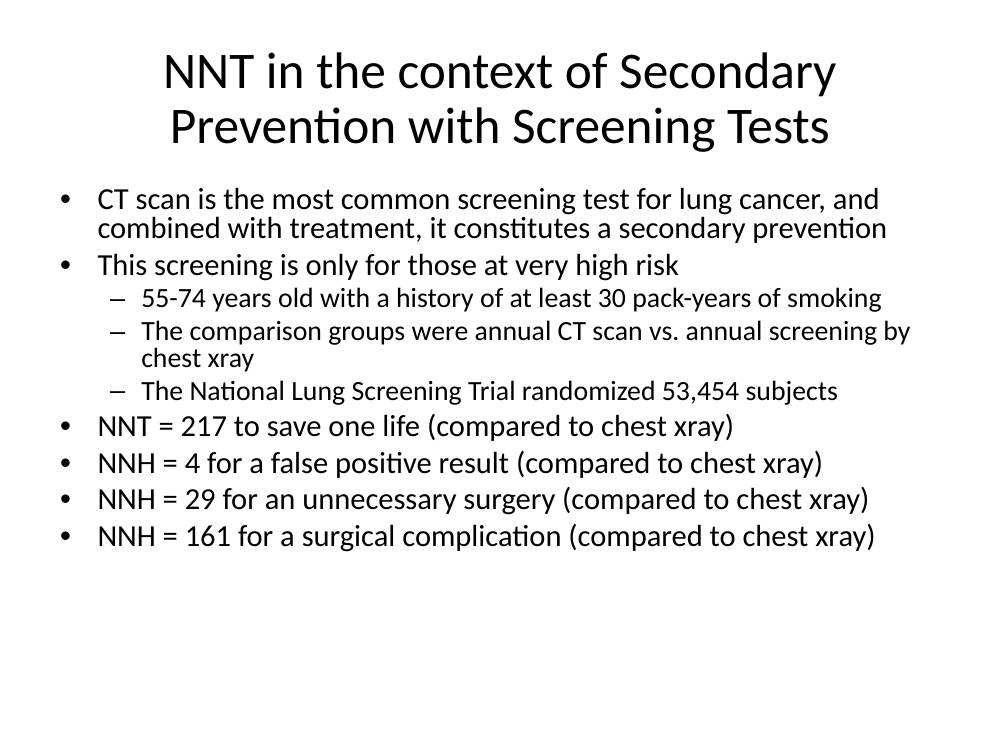 NNT in the context of Secondary
Prevention with Screening Tests
• CT scan is the most common screening test for lung cancer, and
combined with treatment, it constitutes a secondary prevention
• This screening is only for those at very high risk
– 55-74 years old with a history of at least 30 pack-years of smoking
– The comparison groups were annual CT scan vs. annual screening by
chest xray
– The National Lung Screening Trial randomized 53,454 subjects
• NNT = 217 to save one life (compared to chest xray)
• NNH = 4 for a false positive result (compared to chest xray)
• NNH = 29 for an unnecessary surgery (compared to chest xray)
• NNH = 161 for a surgical complication (compared to chest xray)